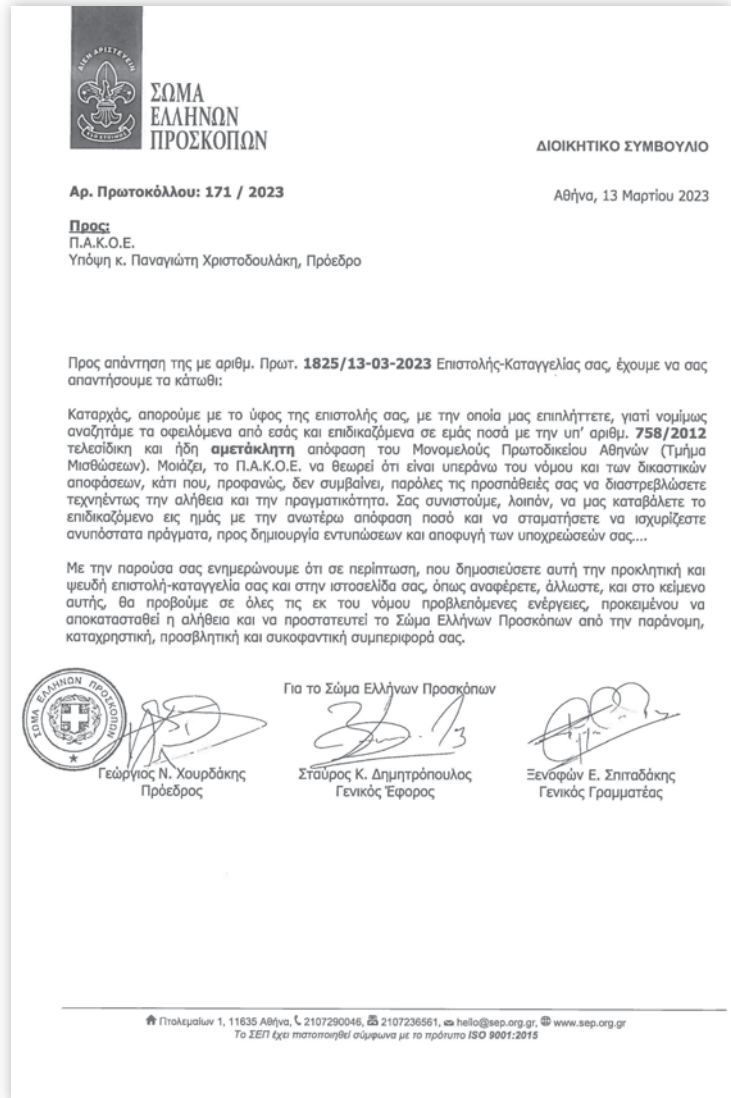 ΑΙΕΝ ΑΡΙΣΤΕΥΕΙΝ
ΕΣΟ ΕΤΟΙΜΟΣ
ΣΩΜΑ
ΕΛΛΗΝΩΝ
ΠΡΟΣΚΟΠΩΝ
ΔΙΟΙΚΗΤΙΚΟ ΣΥΜΒΟΥΛΙΟ
Αρ. Πρωτοκόλλου: 171 / 2023
Αθήνα, 13 Μαρτίου 2023
Προς:
Π.Α.Κ.Ο.Ε.
Υπόψη κ. Παναγιώτη Χριστοδουλάκη, Πρόεδρο
Προς απάντηση της με αριθμ. Πρωτ. 1825/13-03-2023 Επιστολής-Καταγγελίας σας, έχουμε να σας
απαντήσουμε τα κάτωθι:
Καταρχάς, απορούμε με το ύφος της επιστολής σας, με την οποία μας επιπλήττετε, γιατί νομίμως
αναζητάμε τα οφειλόμενα από εσάς και επιδικαζόμενα σε εμάς ποσά με την υπ' αριθμ. 758/2012
τελεσίδικη και ήδη αμετάκλητη απόφαση του Μονομελούς Πρωτοδικείου Αθηνών (Τμήμα
Μισθώσεων). Μοιάζει, το Π.Α.Κ.Ο.Ε. να θεωρεί ότι είναι υπεράνω του νόμου και των δικαστικών
αποφάσεων, κάτι που, προφανώς, δεν συμβαίνει, παρόλες τις προσπάθειές σας να διαστρεβλώσετε
τεχνηέντως την αλήθεια και την πραγματικότητα. Σας συνιστούμε, λοιπόν, να μας καταβάλετε το
επιδικαζόμενο εις ημάς με την ανωτέρω απόφαση ποσό και να σταματήσετε να ισχυρίζεστε
ανυπόστατα πράγματα, προς δημιουργία εντυπώσεων και αποφυγή των υποχρεώσεών σας....
Με την παρούσα σας ενημερώνουμε ότι σε περίπτωση, που δημοσιεύσετε αυτή την προκλητική και
ψευδή επιστολή-καταγγελία σας και στην ιστοσελίδα σας, όπως αναφέρετε, άλλωστε, και στο κείμενο
αυτής, θα προβούμε σε όλες τις εκ του νόμου προβλεπόμενες ενέργειες, προκειμένου να
αποκατασταθεί η αλήθεια και να προστατευτεί το Σώμα Ελλήνων Προσκόπων από την παράνομη,
καταχρηστική, προσβλητική και συκοφαντική συμπεριφορά σας.
Για το Σώμα Ελλήνων Προσκόπων
ΣΩΜΑ ΕΛΛΗΝΩΝ ΠΡΟΣΚΟΠΩΝ
Γεώργιος Ν. Χουρδάκης
Πρόεδρος
Σταύρος Κ. Δημητρόπουλος
Γενικός Έφορος
Ξενοφών Ε. Σπιταδάκης
Γενικός Γραμματέας
Πτολεμαίων 1, 11635 Αθήνα, 2107290046, 2107236561, hello@sep.org.gr, www.sep.org.gr
Το ΣΕΠ έχει πιστοποιηθεί σύμφωνα με το πρότυπο ISO 9001:2015